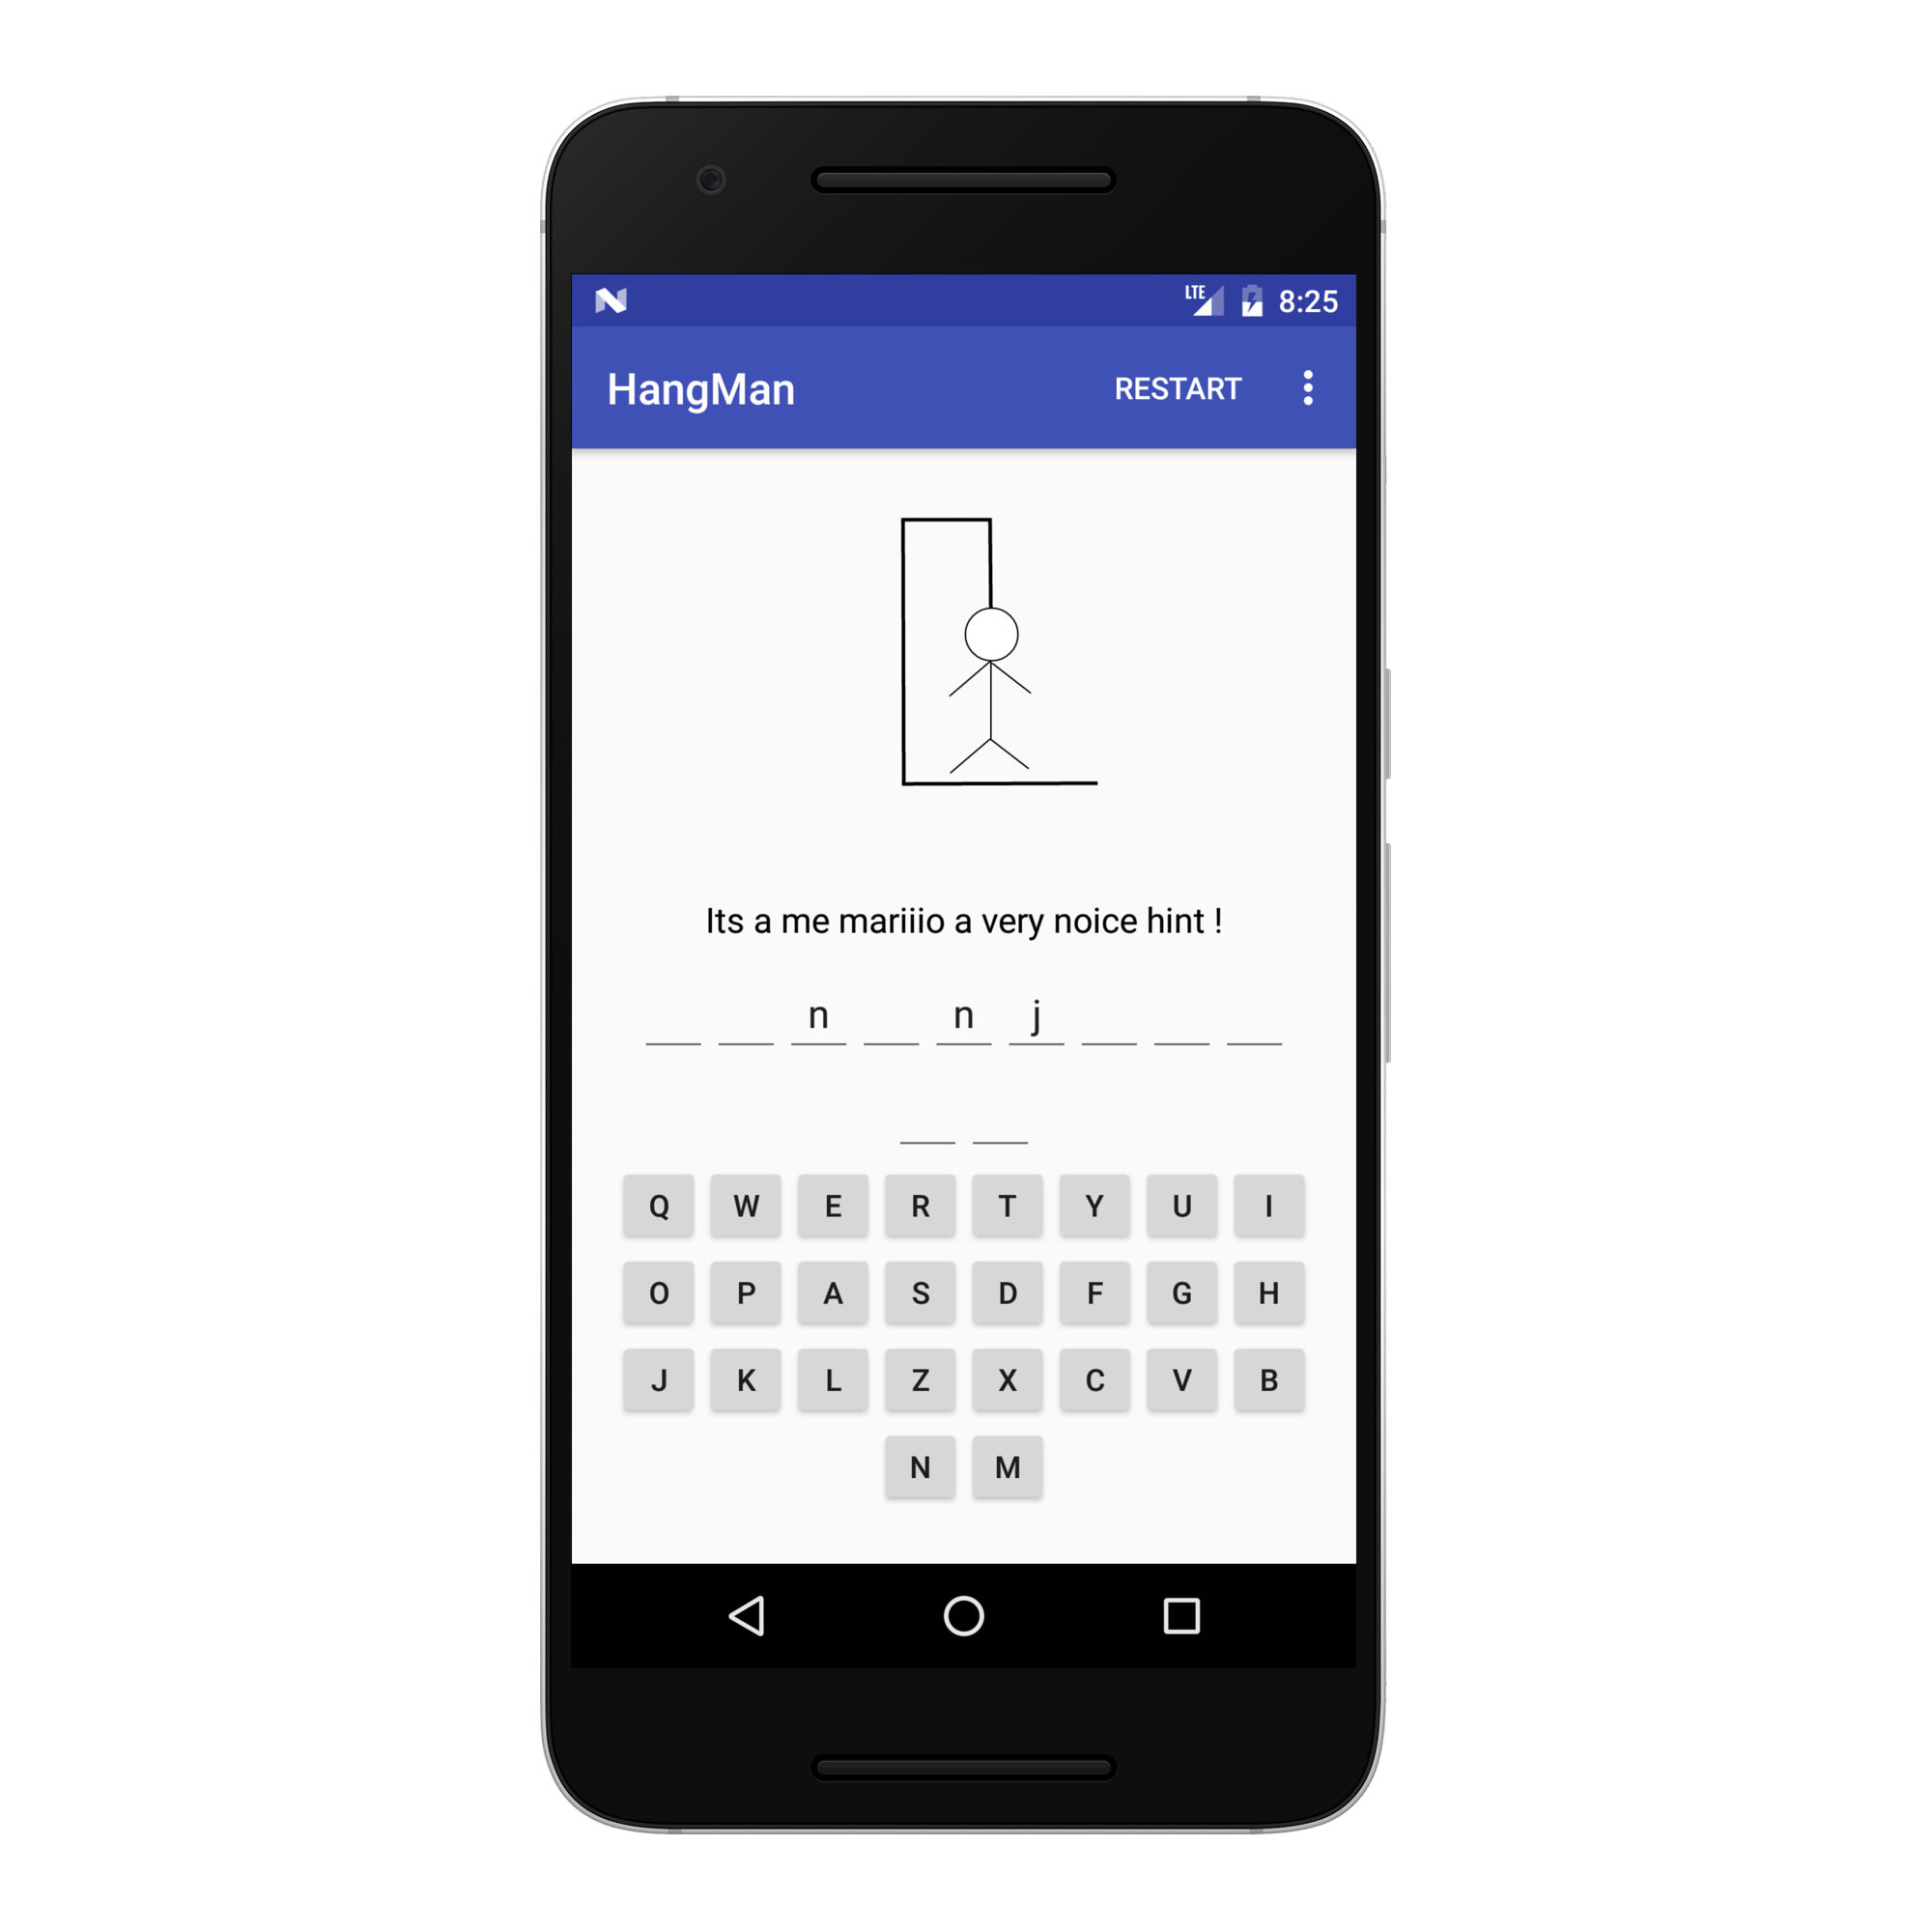 LTE 8:25
HangMan RESTART
Its a me mariiio a very noice hint !
n n j
Q W E R T Y U I
O P A S D F G H
J K L Z X C V B
N M